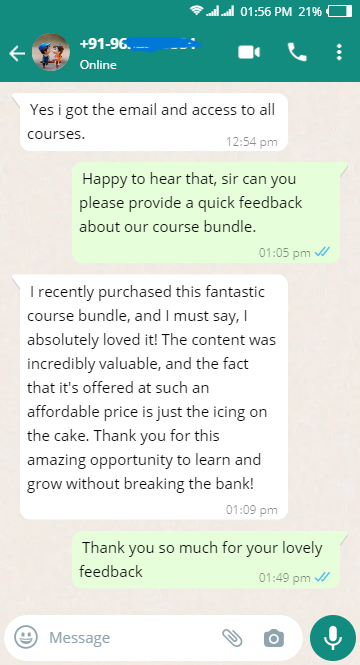 01:56 PM 21%
+91-96
Online
Yes i got the email and access to all
courses.
12:54 pm
Happy to hear that, sir can you
please provide a quick feedback
about our course bundle.
01:05 pm
I recently purchased this fantastic
course bundle, and I must say, I
absolutely loved it! The content was
incredibly valuable, and the fact
that it's offered at such an
affordable price is just the icing on
the cake. Thank you for this
amazing opportunity to learn and
grow without breaking the bank!
01:09 pm
Thank you so much for your lovely
feedback
01:49 pm
Message